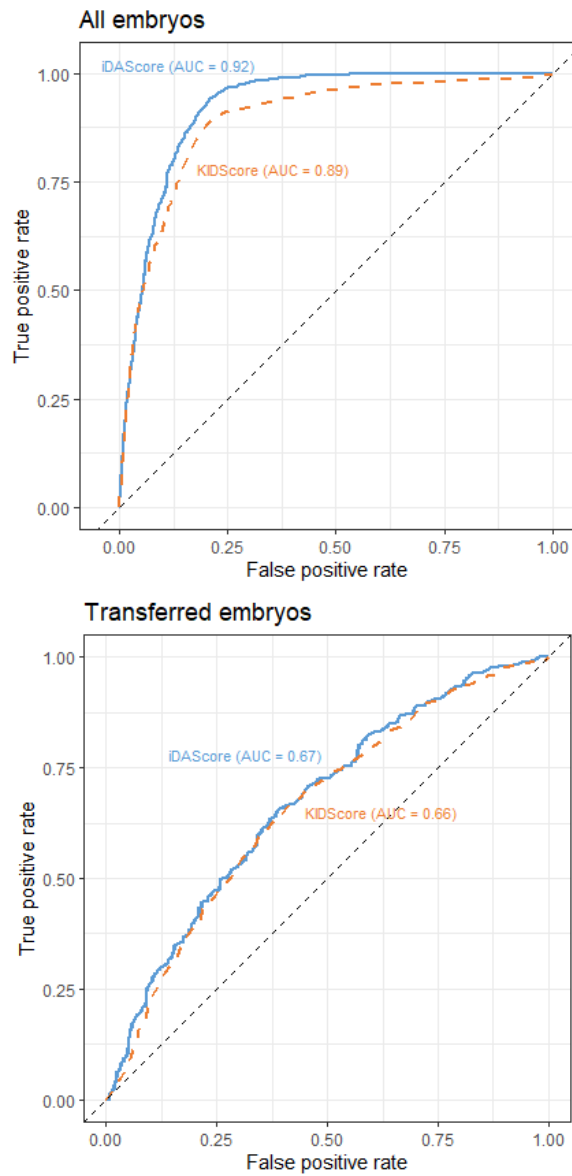 All embryos
iDAScore (AUC = 0.92)
KIDScore (AUC = 0.89)
True positive rate
1.00
0.75
0.50
0.25
0.00
0.00 0.25 0.50 0.75 1.00
False positive rate
Transferred embryos
iDAScore (AUC = 0.67)
KIDScore (AUC = 0.66)
True positive rate
1.00
0.75
0.50
0.25
0.00
0.00 0.25 0.50 0.75 1.00
False positive rate